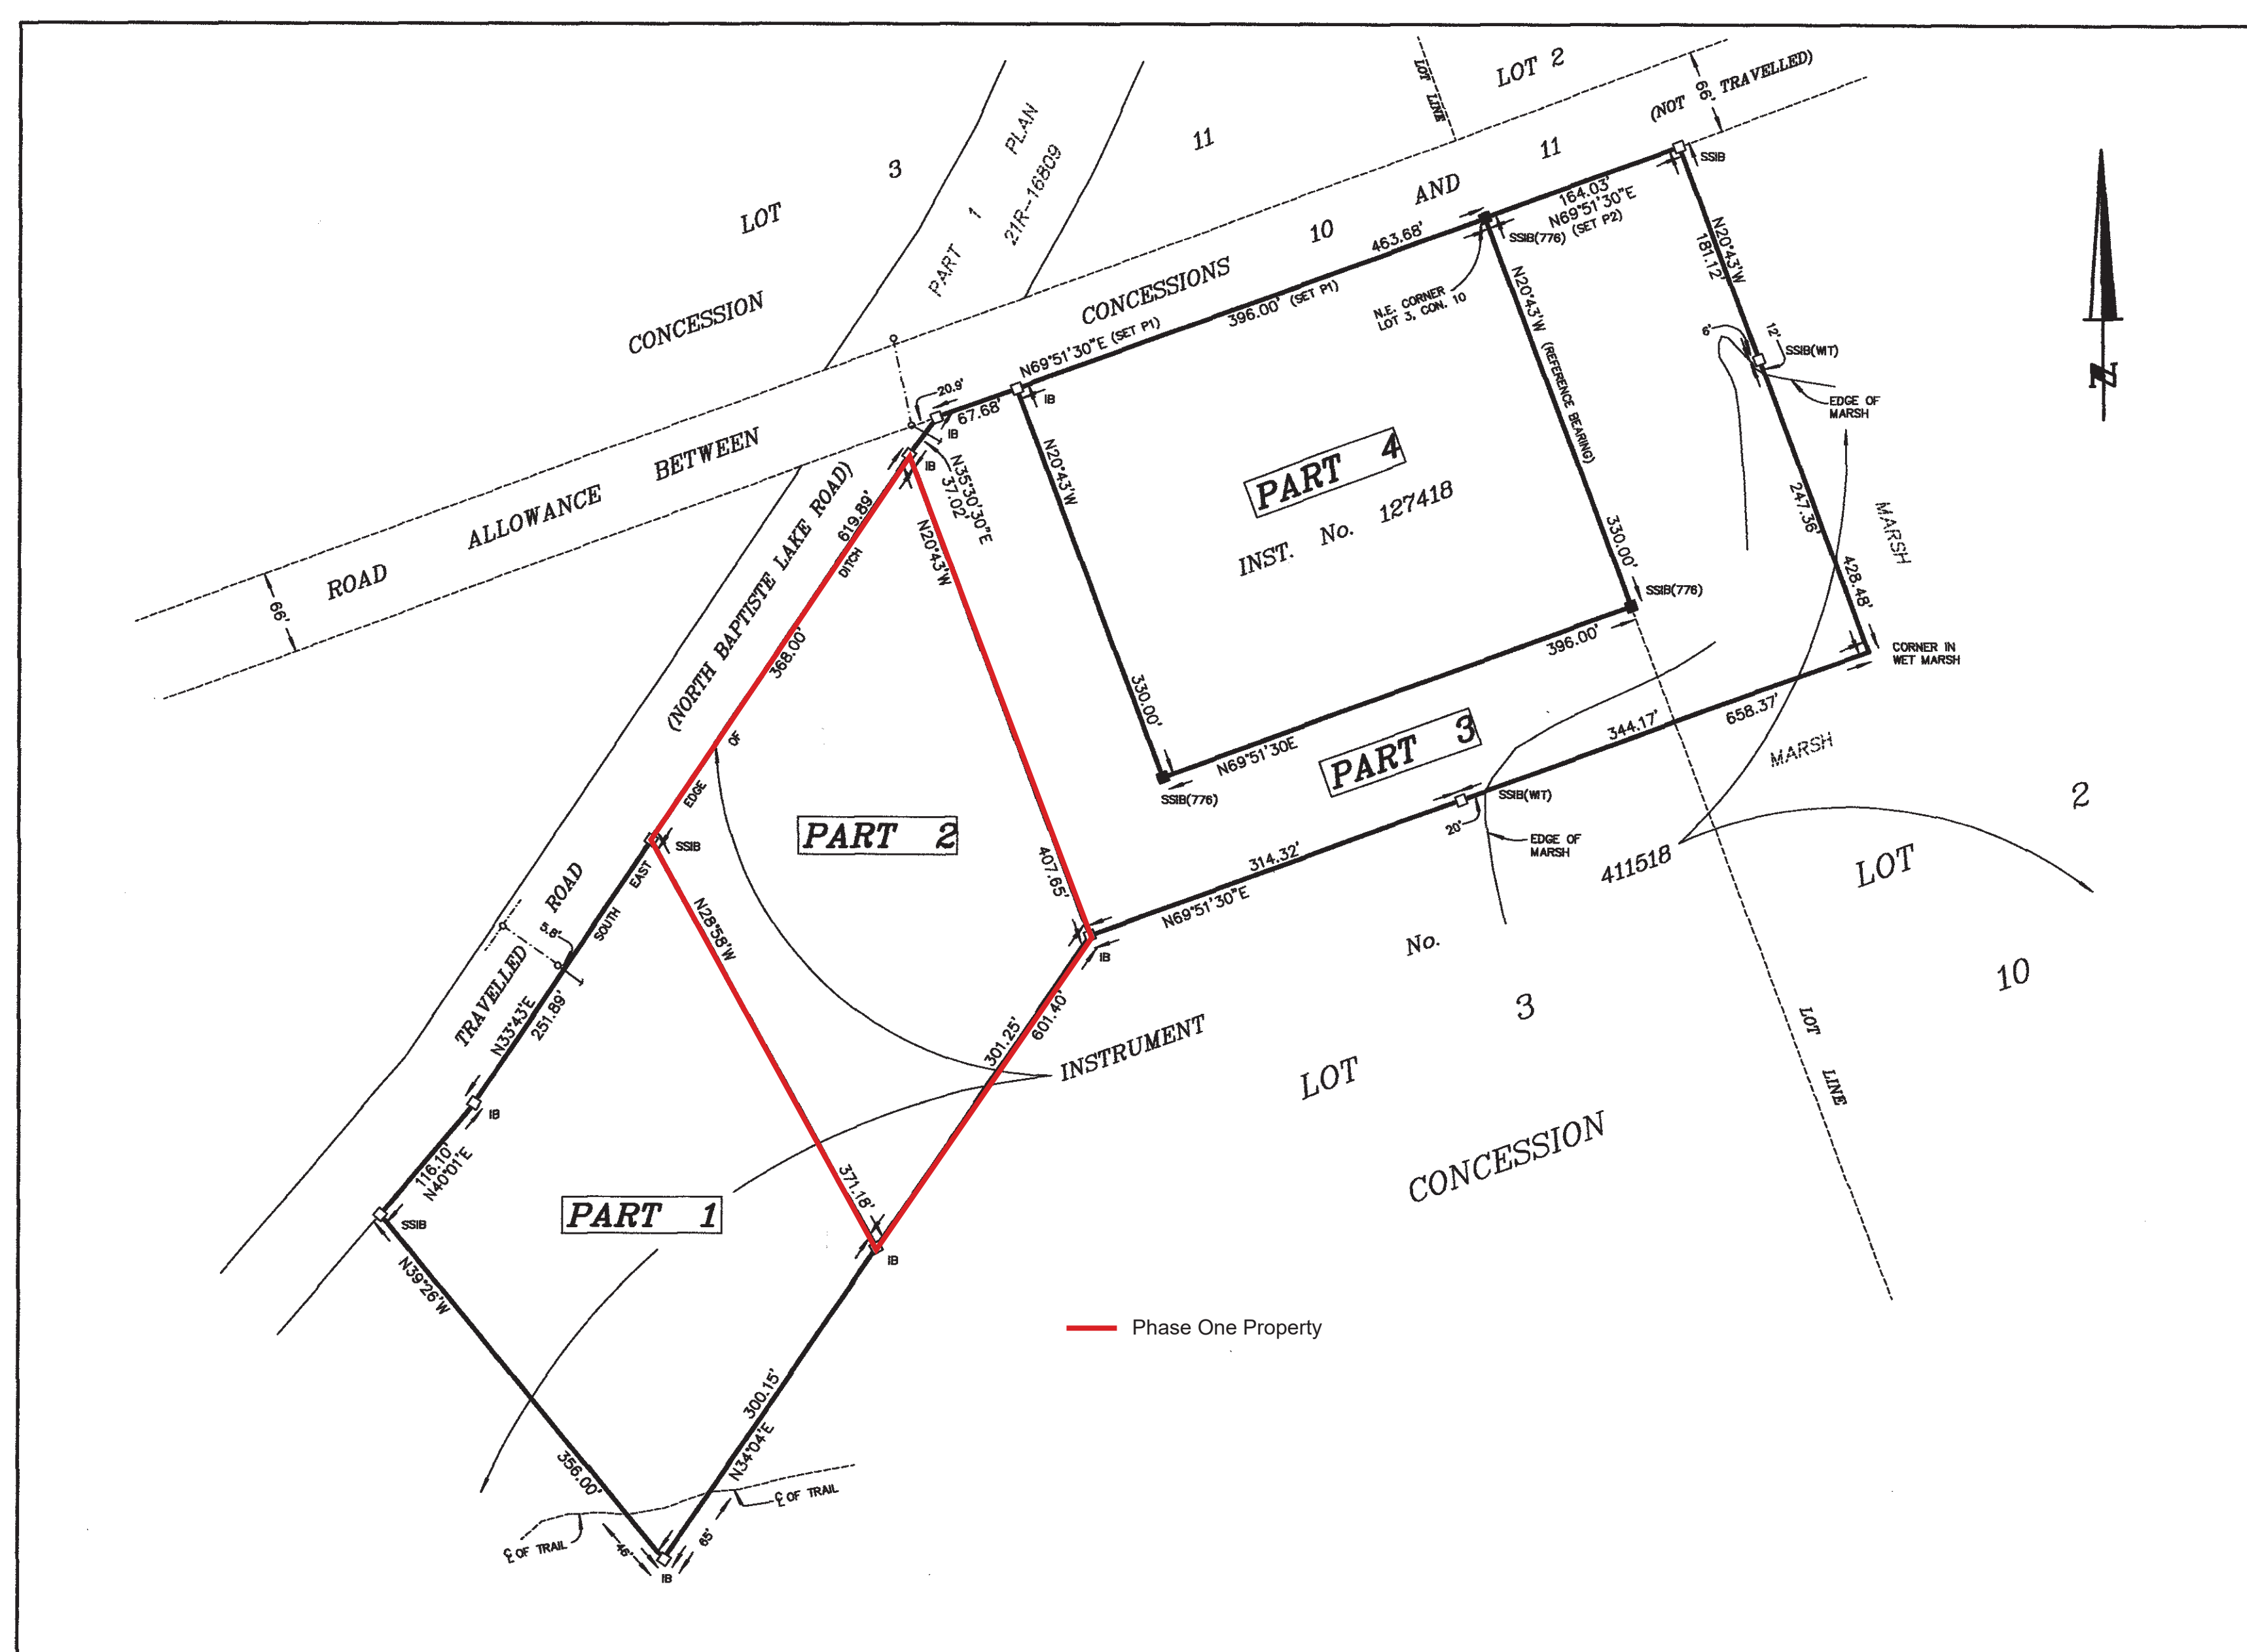 LOT LINE
LOT 2
66'
(NOT TRAVELLED)
3
LOT
CONCESSION
PART 1 PLAN
21R-16809
11
ROAD ALLOWANCE BETWEEN CONCESSIONS 10 AND 11
66'
SSIB
164.03'
N69°51'30"E
(SET P2)
SSIB(776)
463.68'
N.E. CORNER
LOT 3, CON. 10
396.00' (SET P1)
N69°51'30"E (SET P1)
N20°43'W
181.12'
6'
12'
SSIB(WIT)
EDGE OF
MARSH
N20°43'W (REFERENCE BEARING)
330.00'
SSIB(776)
247.36'
428.48'
MARSH
CORNER IN
WET MARSH
N
20.9'
67.68'
IB
IB
IB
N35°30'30"E
37.02'
N20°43'W
330.00'
PART 4
INST. No. 127418
396.00'
N69°51'30E
SSIB(776)
PART 3
344.17'
658.37'
MARSH
SSIB(WIT)
20'
EDGE OF
MARSH
314.32'
N69°51'30"E
(NORTH BAPTISTE LAKE ROAD)
619.89'
368.00'
SOUTH EAST EDGE OF DITCH
N20°43'W
407.65'
PART 2
SSIB
N28°58'W
371.18'
IB
301.25'
601.40'
IB
TRAVELLED ROAD
5.8'
N33°43'E
251.89'
IB
116.10'
N40°01'E
SSIB
PART 1
N39°26'W
356.00'
300.15'
N34°04'E
℄ OF TRAIL
℄ OF TRAIL
46'
65'
IB
INSTRUMENT No. 411518
LOT 3
CONCESSION 10
LOT 2
LOT LINE
Phase One Property